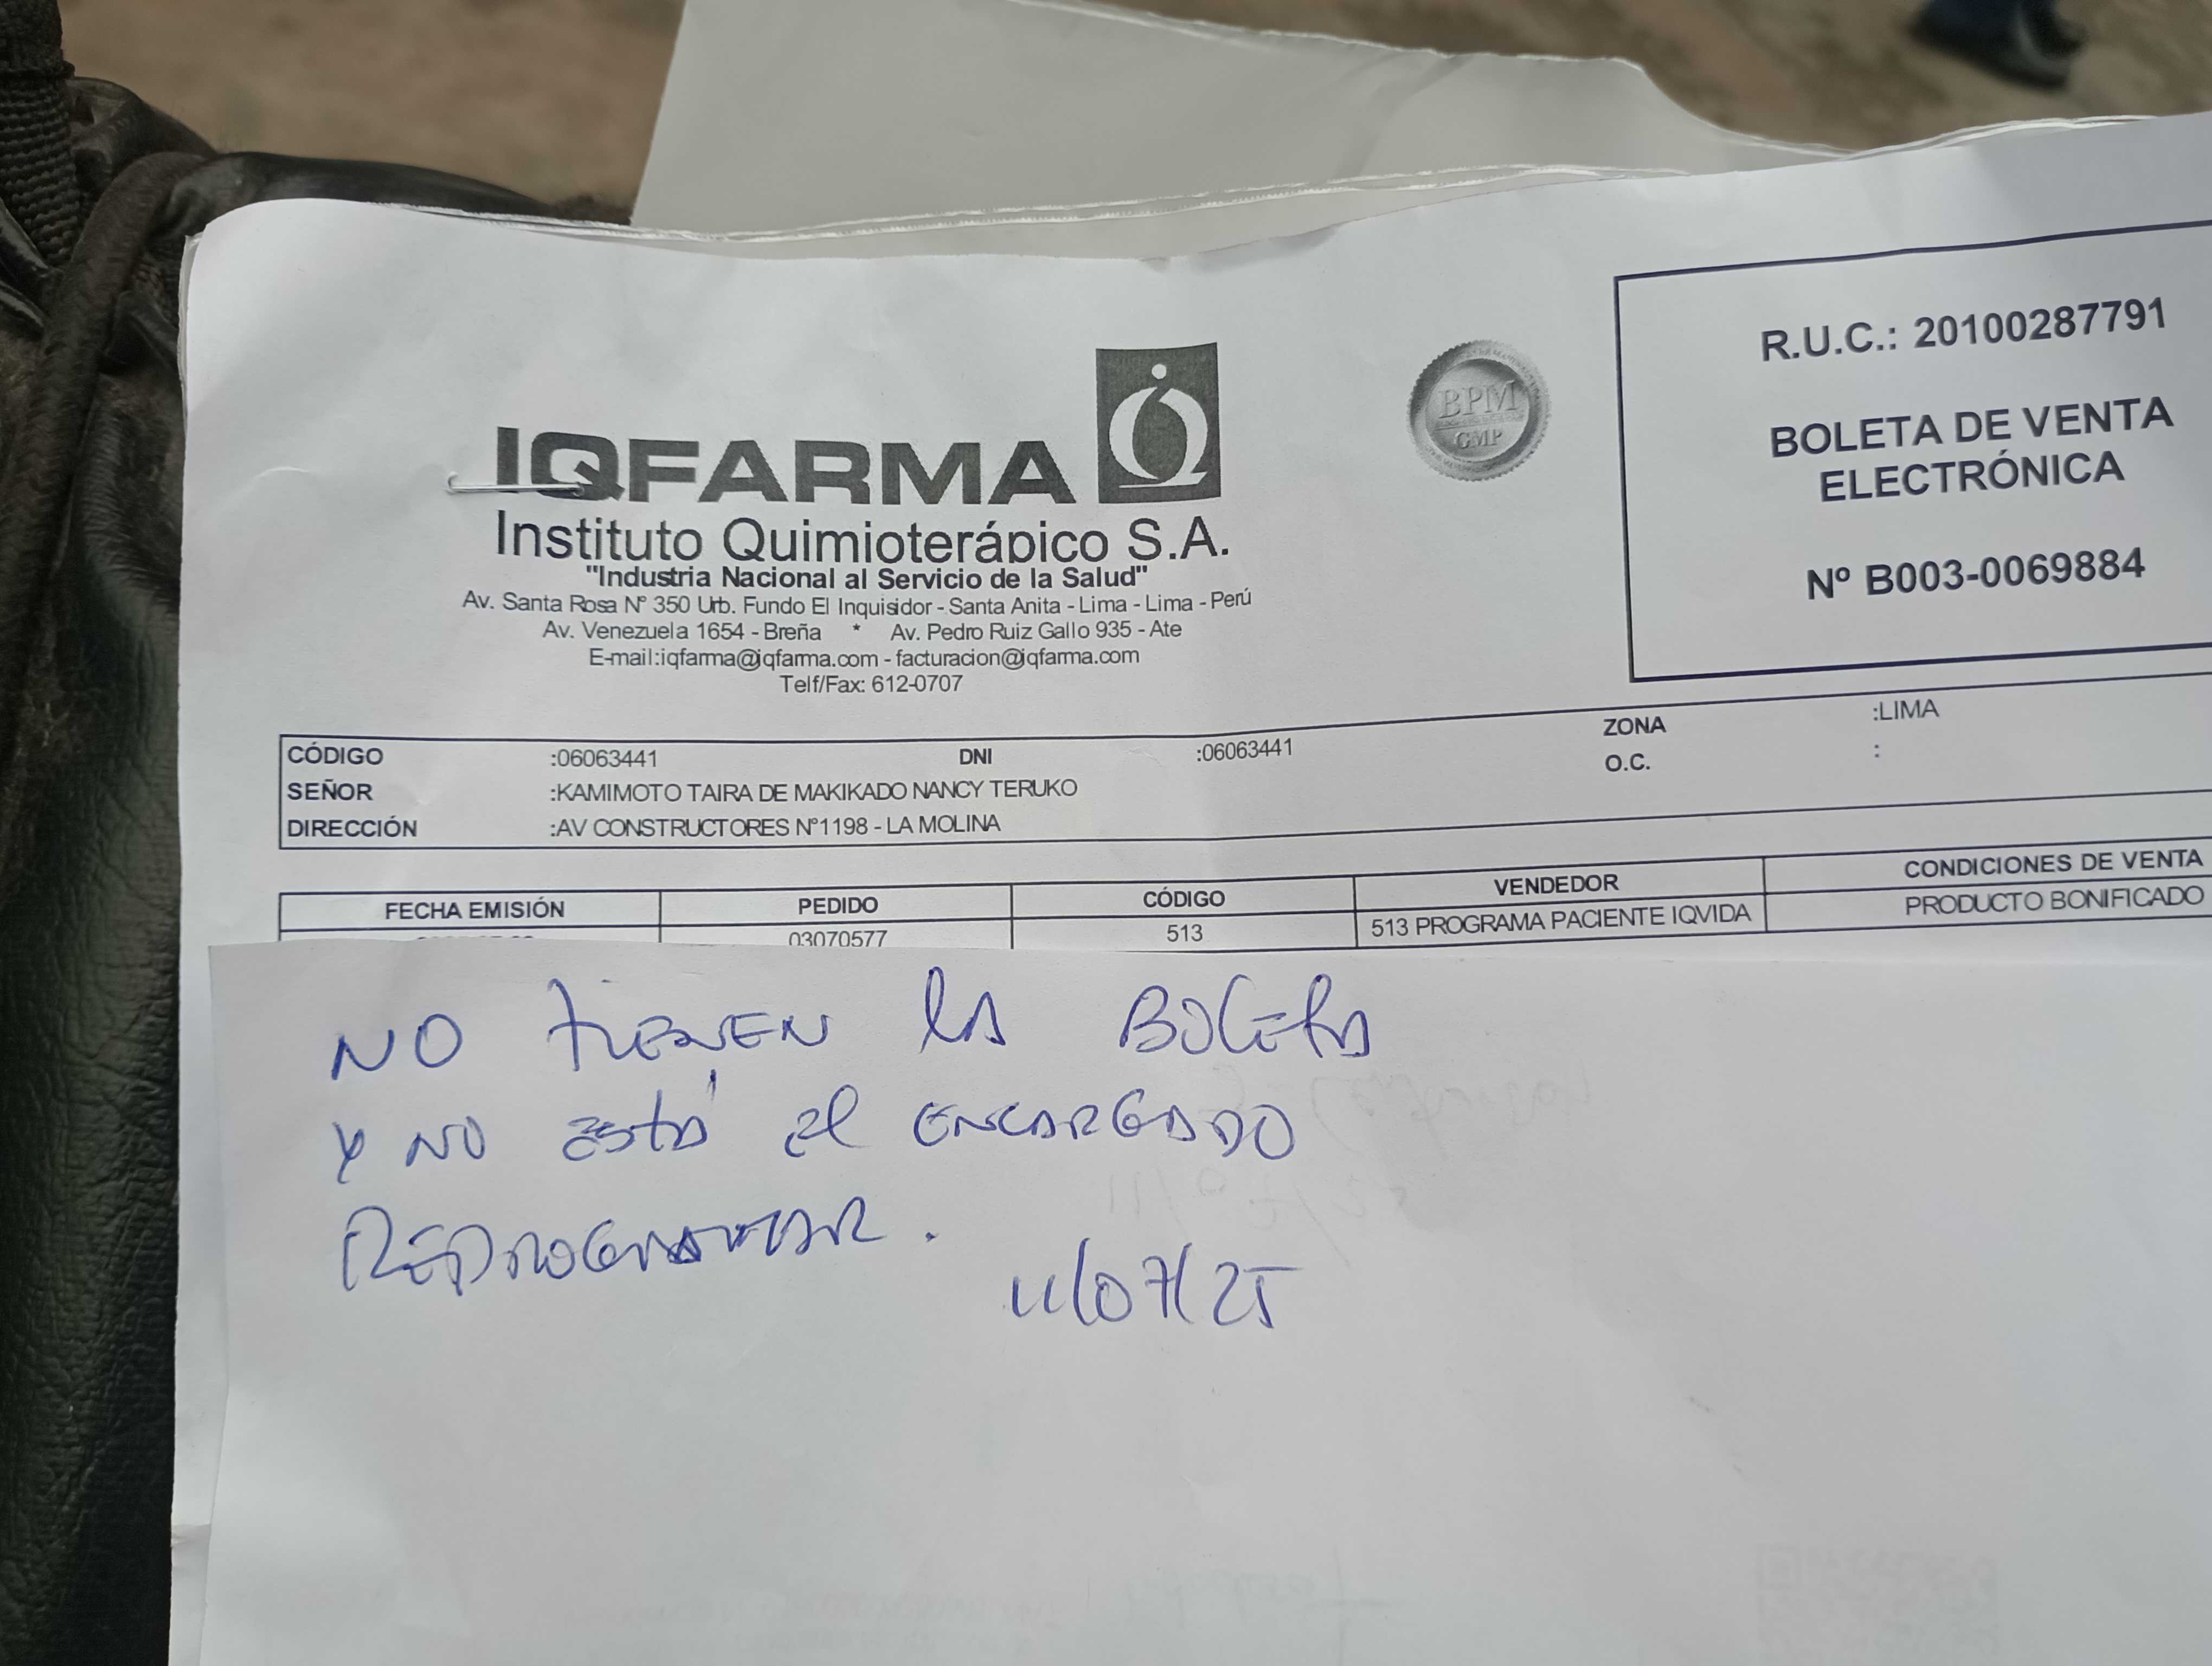 IQFARMA
Instituto Quimioterápico S.A.
"Industria Nacional al Servicio de la Salud"
Av. Santa Rosa Nº 350 Urb. Fundo El Inquisidor - Santa Anita - Lima - Lima - Perú
Av. Venezuela 1654 - Breña * Av. Pedro Ruiz Gallo 935 - Ate
E-mail:iqfarma@iqfarma.com - facturacion@iqfarma.com
Telf/Fax: 612-0707
BPM
GMP
R.U.C.: 20100287791
BOLETA DE VENTA
ELECTRÓNICA
Nº B003-0069884
CÓDIGO :06063441 DNI :06063441 ZONA :LIMA
SEÑOR :KAMIMOTO TAIRA DE MAKIKADO NANCY TERUKO O.C. :
DIRECCIÓN :AV CONSTRUCTORES Nº1198 - LA MOLINA
FECHA EMISIÓN PEDIDO CÓDIGO VENDEDOR CONDICIONES DE VENTA
03070577 513 513 PROGRAMA PACIENTE IQVIDA PRODUCTO BONIFICADO
NO TIENEN LA BOLETA
Y NO ESTÁ El ENCARGADO
REPROGRAMAR.
11/07/25